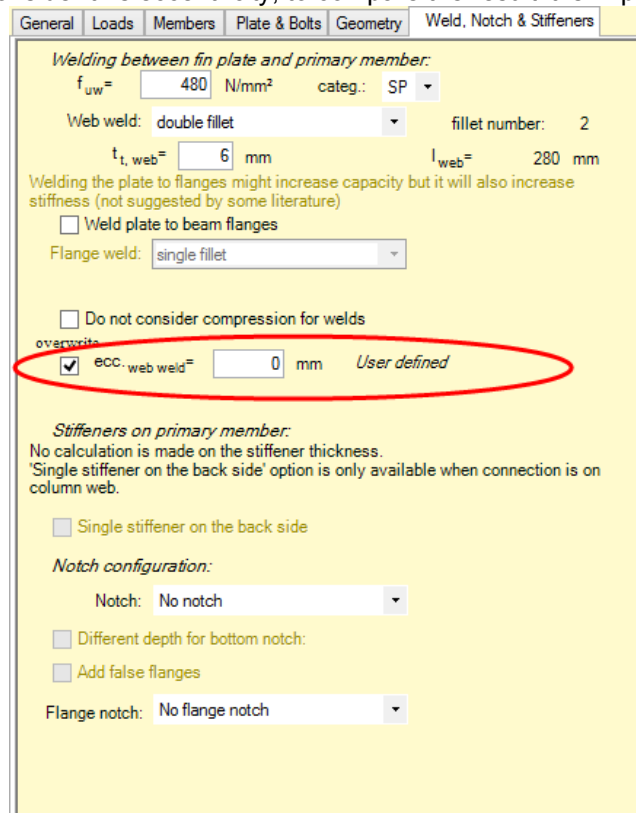 General Loads Members Plate & Bolts Geometry Weld, Notch & Stiffeners
Welding between fin plate and primary member:
fuw= 480 N/mm² categ.: SP
Web weld: double fillet fillet number: 2
tt, web= 6 mm lweb= 280 mm
Welding the plate to flanges might increase capacity but it will also increase
stiffness (not suggested by some literature)
Weld plate to beam flanges
Flange weld: single fillet
Do not consider compression for welds
overwrite
ecc.web weld= 0 mm User defined
Stiffeners on primary member:
No calculation is made on the stiffener thickness.
'Single stiffener on the back side' option is only available when connection is on
column web.
Single stiffener on the back side
Notch configuration:
Notch: No notch
Different depth for bottom notch:
Add false flanges
Flange notch: No flange notch